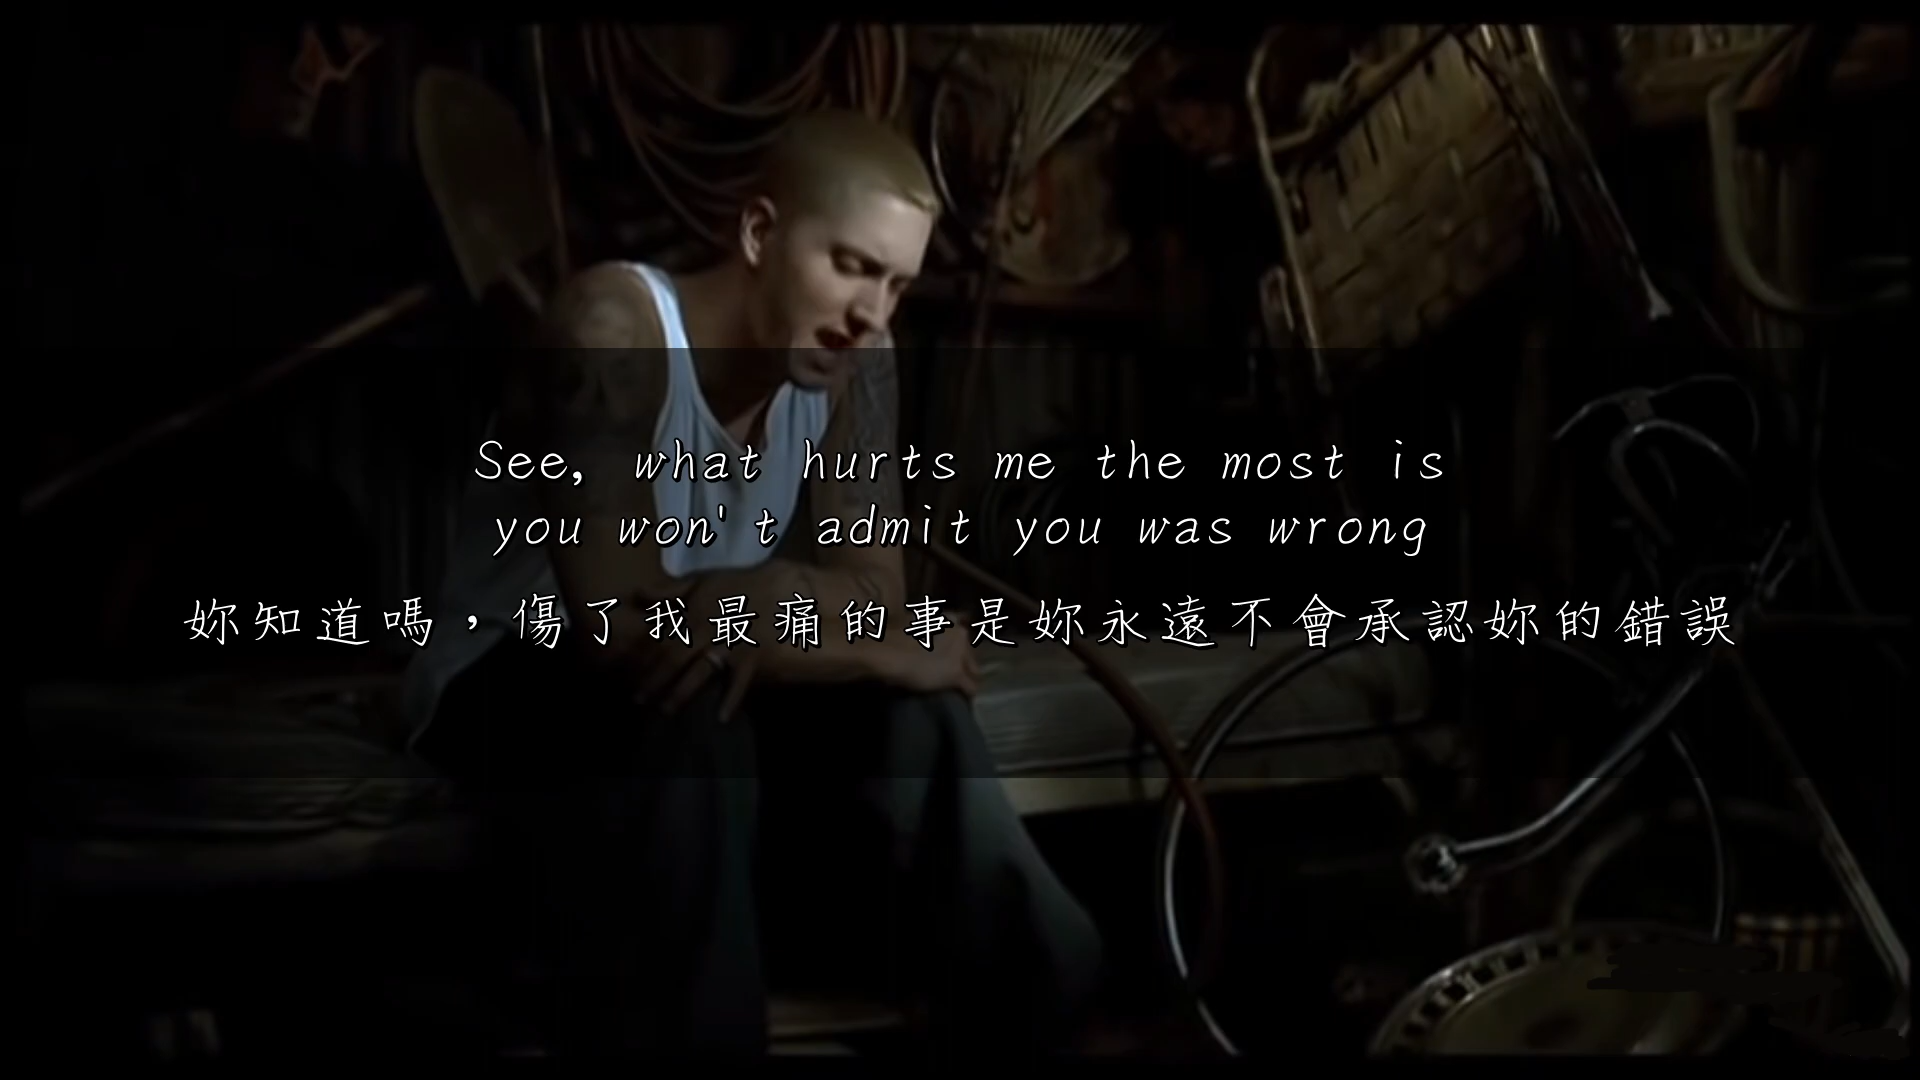 See, what hurts me the most is
you won't admit you was wrong
妳知道嗎，傷了我最痛的事是妳永遠不會承認妳的錯誤